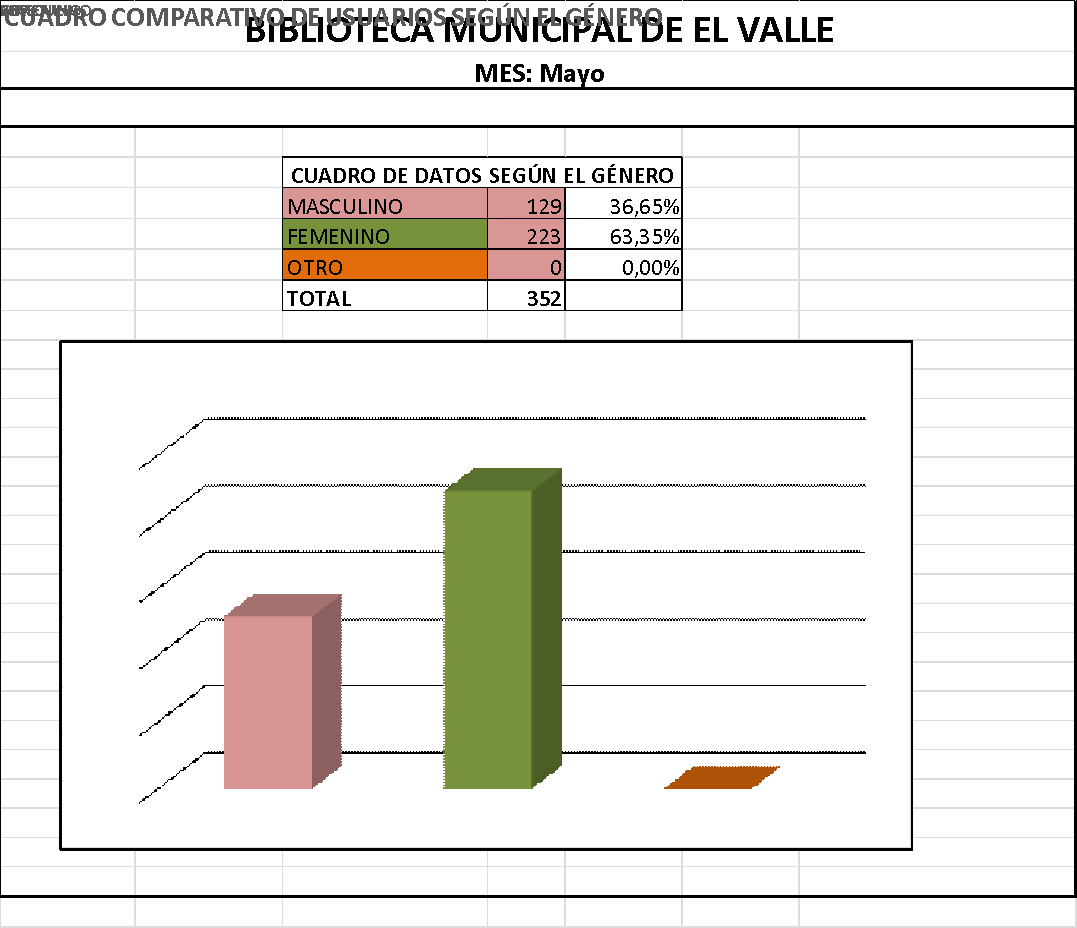 CUADRO COMPARATIVO DE USUARIOS SEGÚN EL GÉNERO
BIBLIOTECA MUNICIPAL DE EL VALLE
MES: Mayo
CUADRO DE DATOS SEGÚN EL GÉNERO
MASCULINO 129 36,65%
FEMENINO 223 63,35%
OTRO 0 0,00%
TOTAL 352